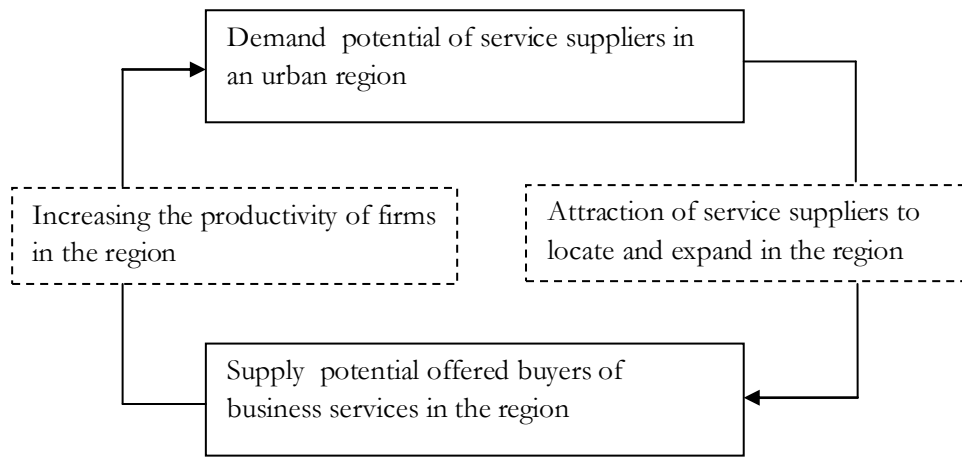 Demand potential of service suppliers in
an urban region
Increasing the productivity of firms
in the region
Attraction of service suppliers to
locate and expand in the region
Supply potential offered buyers of
business services in the region